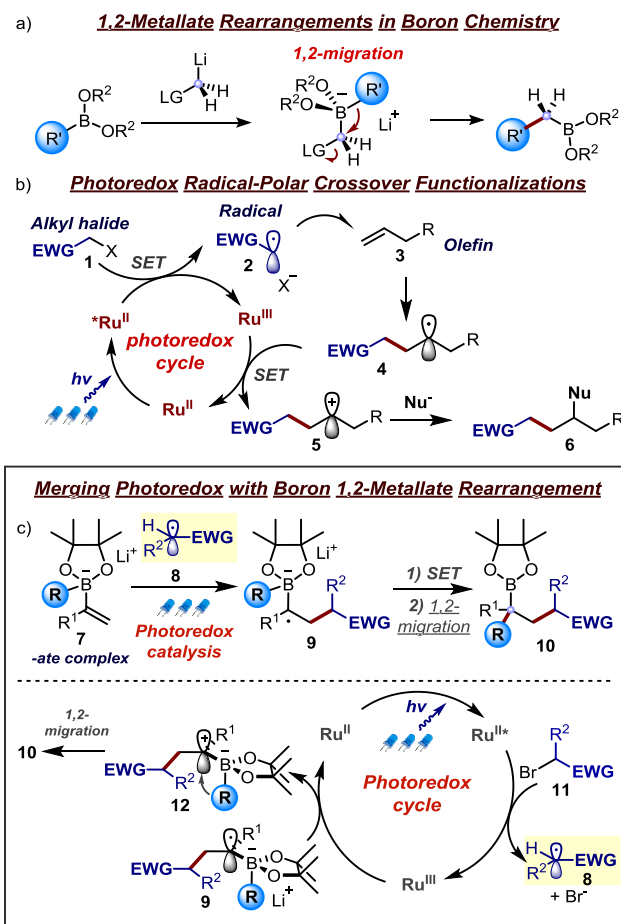 a) 1,2-Metallate Rearrangements in Boron Chemistry
Li
1,2-migration
OR²
R'
B
OR²
LG
H
H
R²O
R²O
B
−
R'
Li⁺
LG
H
H
H H
R'
B
OR²
OR²
b) Photoredox Radical-Polar Crossover Functionalizations
Alkyl halide
EWG
X
1
SET
Radical
EWG
2
X⁻
R
3
Olefin
*Ruᴵᴵ
Ruᴵᴵᴵ
photoredox
cycle
hv
Ruᴵᴵ
SET
EWG
R
4
EWG
+
R
5
Nu⁻
Nu
EWG
R
6
Merging Photoredox with Boron 1,2-Metallate Rearrangement
c)
O O
B
−
Li⁺
R
R¹
7
-ate complex
H
R²
EWG
8
Photoredox
catalysis
O O
B
−
Li⁺
R
R¹
R²
EWG
9
1) SET
2) 1,2-
migration
O O
B
R¹
R
R²
EWG
10
10
1,2-
migration
+
R¹
B
−
O
O
EWG
R²
R
12
R¹
B
−
O
O
EWG
R²
R
Li⁺
9
Ruᴵᴵ
hv
Ruᴵᴵ*
Photoredox
cycle
Ruᴵᴵᴵ
R²
Br
EWG
11
H
R²
EWG
8
+ Br⁻